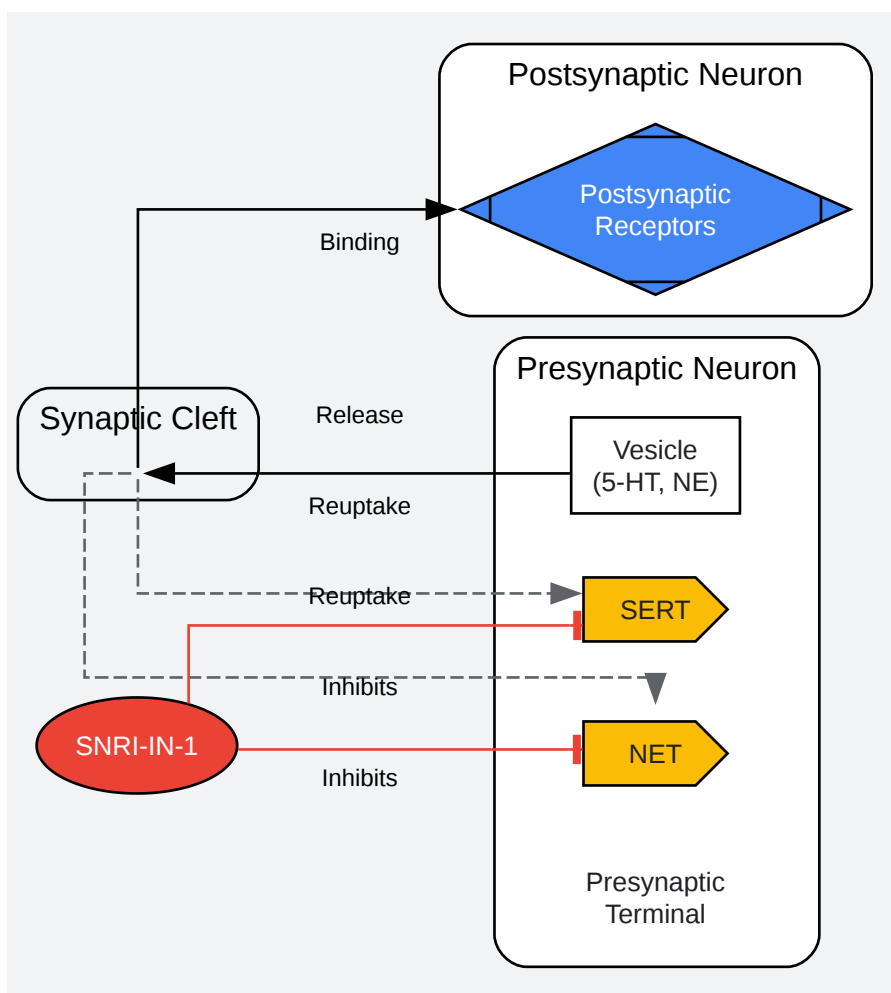 Postsynaptic Neuron
Postsynaptic
Receptors
Binding
Presynaptic Neuron
Synaptic Cleft
Release
Vesicle
(5-HT, NE)
Reuptake
Reuptake
SERT
Inhibits
SNRI-IN-1
NET
Inhibits
Presynaptic
Terminal